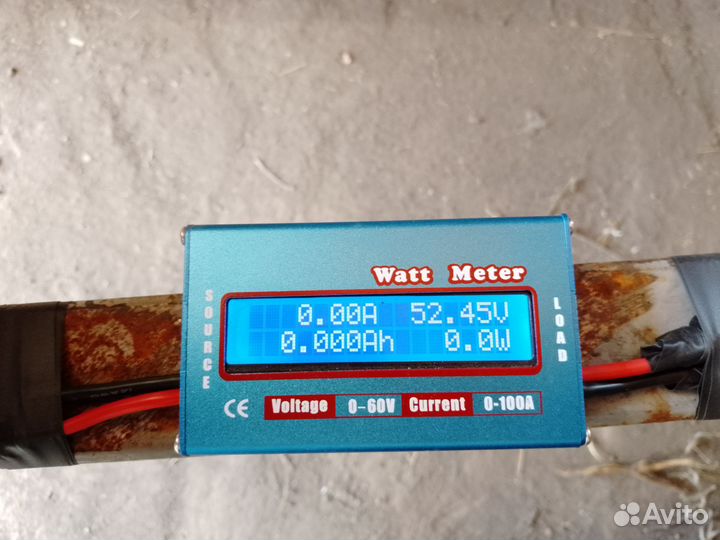 Watt Meter
SOURCE
0.00A 52.45V
0.000Ah 0.0W
LOAD
CE Voltage 0-60V Current 0-100A
Avito